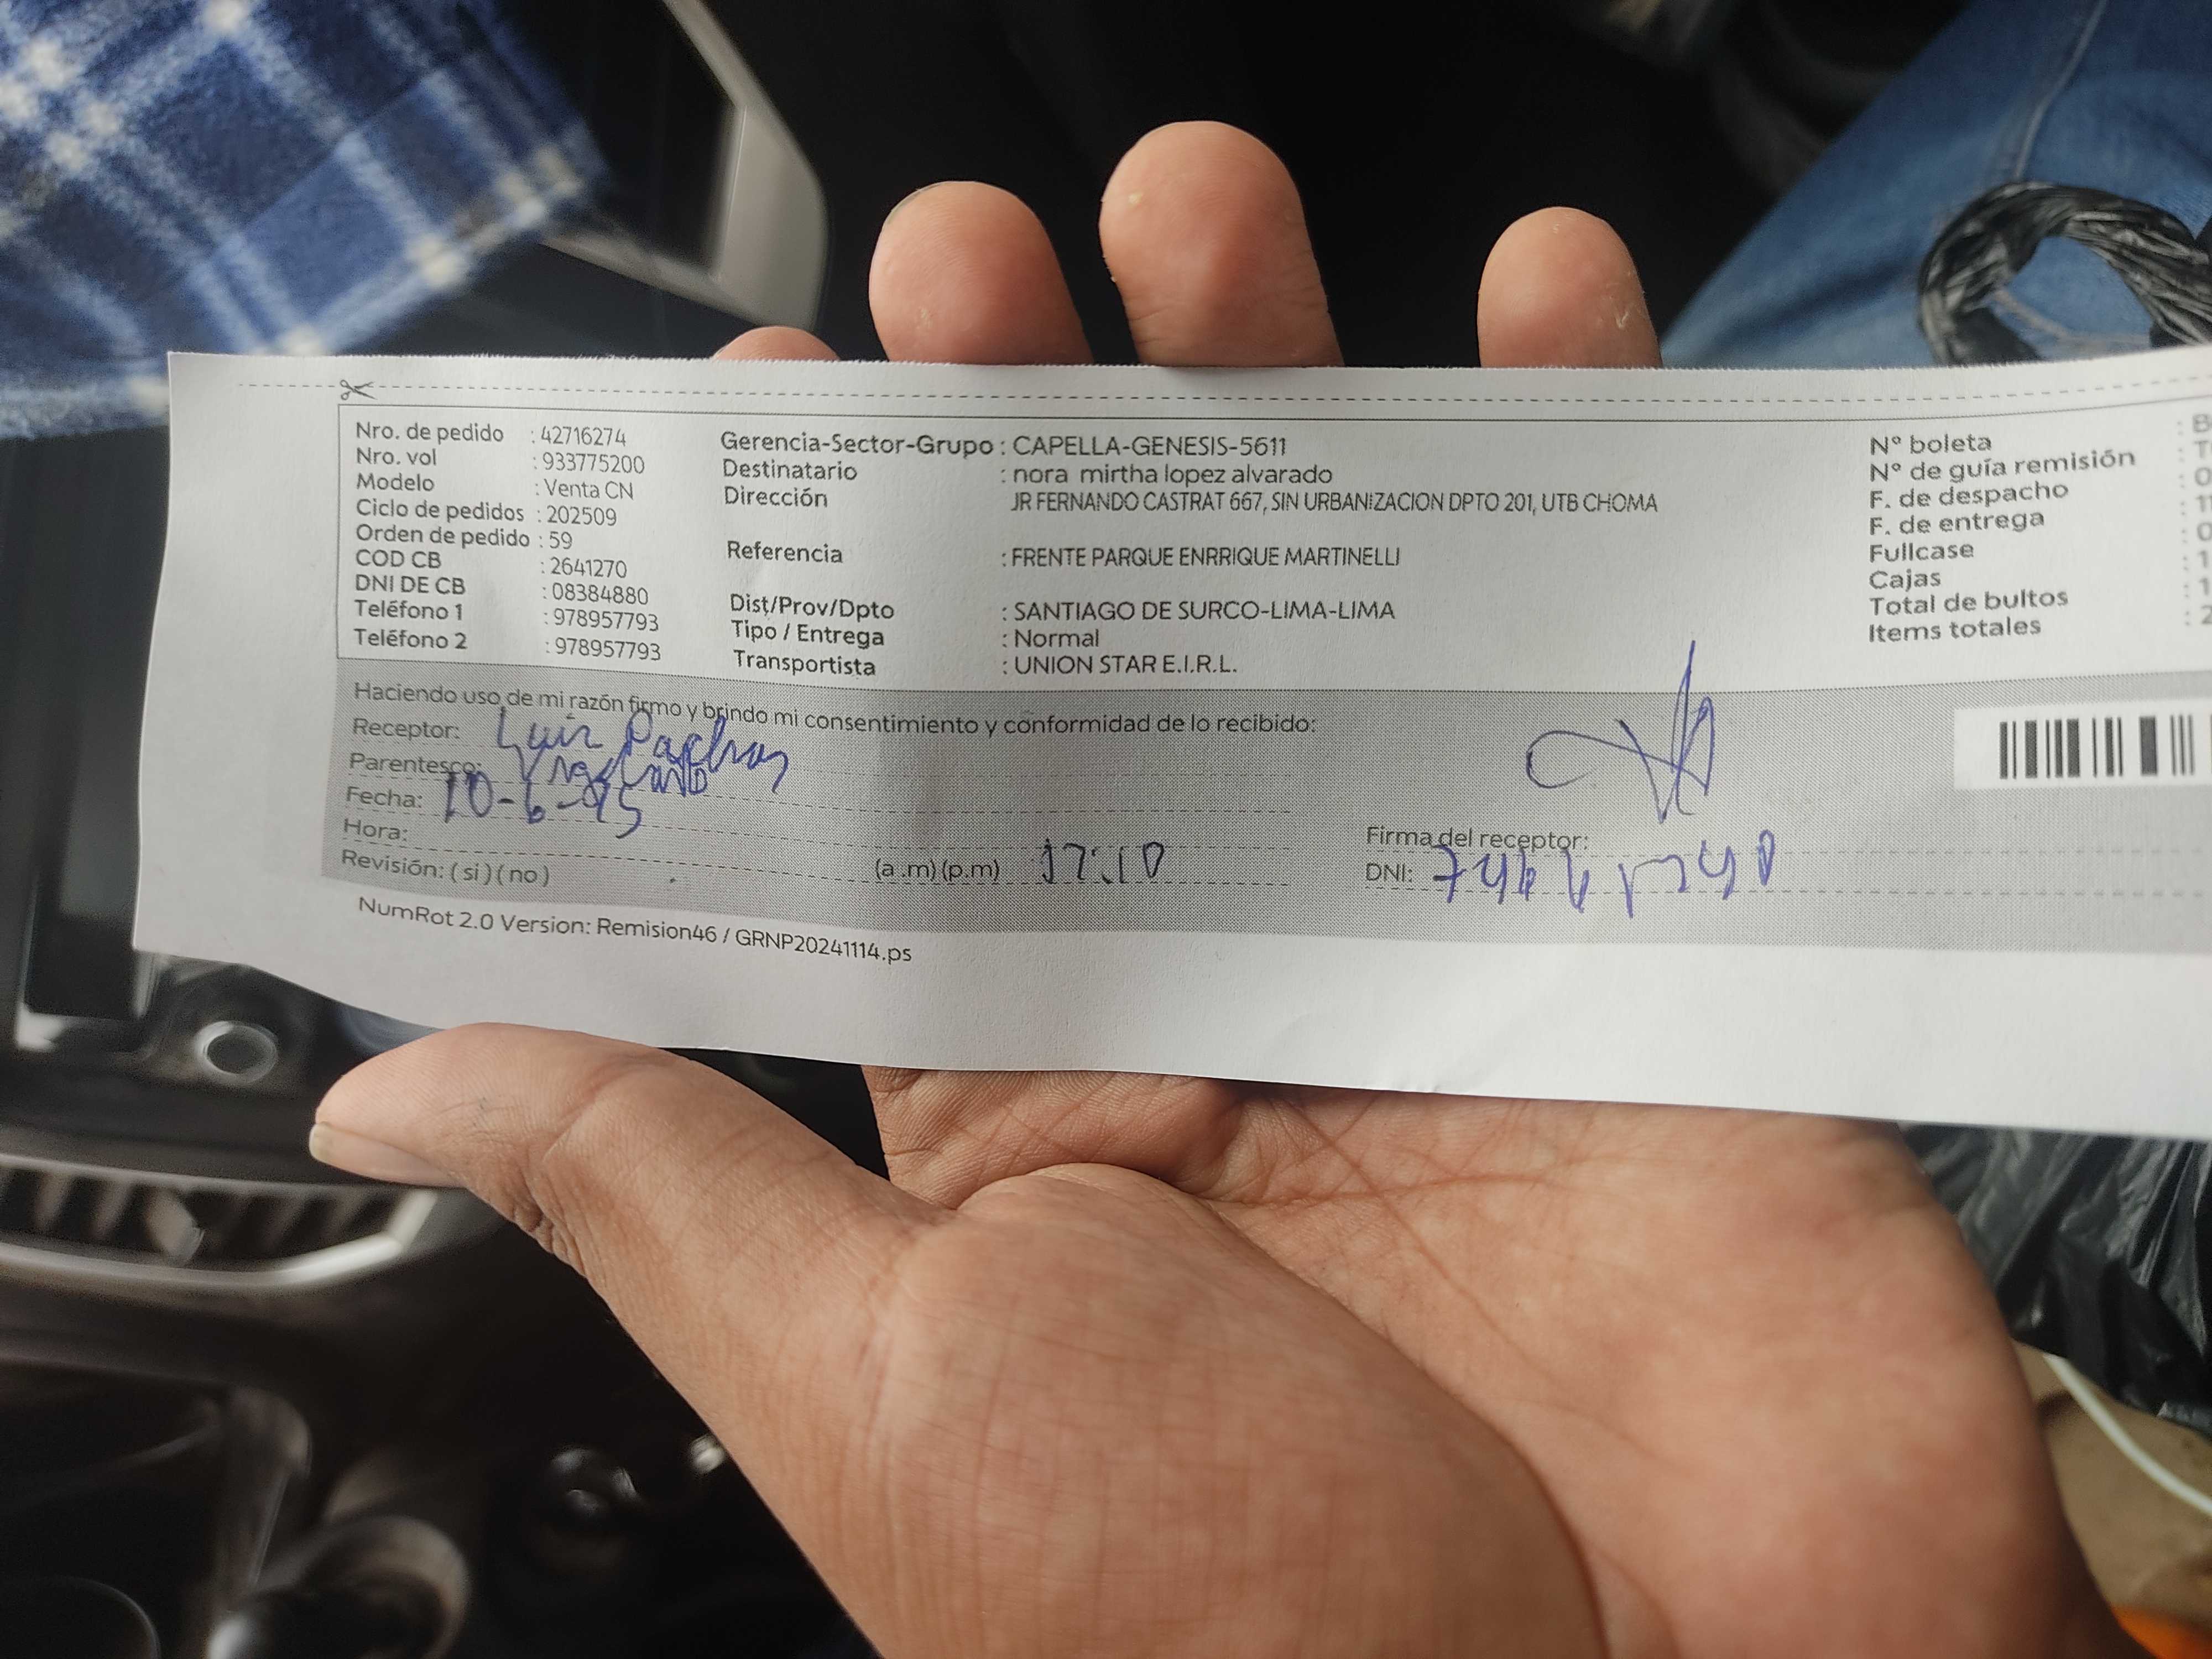 Nro. de pedido : 42716274
Nro. vol : 933775200
Modelo : Venta CN
Ciclo de pedidos : 202509
Orden de pedido : 59
COD CB : 2641270
DNI DE CB : 08384880
Teléfono 1 : 978957793
Teléfono 2 : 978957793
Gerencia-Sector-Grupo : CAPELLA-GENESIS-5611
Destinatario : nora mirtha lopez alvarado
Dirección JR FERNANDO CASTRAT 667, SIN URBANIZACION DPTO 201, UTB CHOMA
Referencia : FRENTE PARQUE ENRRIQUE MARTINELLI
Dist/Prov/Dpto : SANTIAGO DE SURCO-LIMA-LIMA
Tipo / Entrega : Normal
Transportista : UNION STAR E.I.R.L.
N° boleta :
N° de guía remisión :
F. de despacho :
F. de entrega :
Fullcase :
Cajas :
Total de bultos :
Items totales :
Haciendo uso de mi razón firmo y brindo mi consentimiento y conformidad de lo recibido:
Receptor: Luis
Parentesco:
Fecha: 10-6-
Hora: (a.m) (p.m) 17:10
Revisión: (si) (no)
Firma del receptor:
DNI:
NumRot 2.0 Version: Remision46 / GRNP20241114.ps